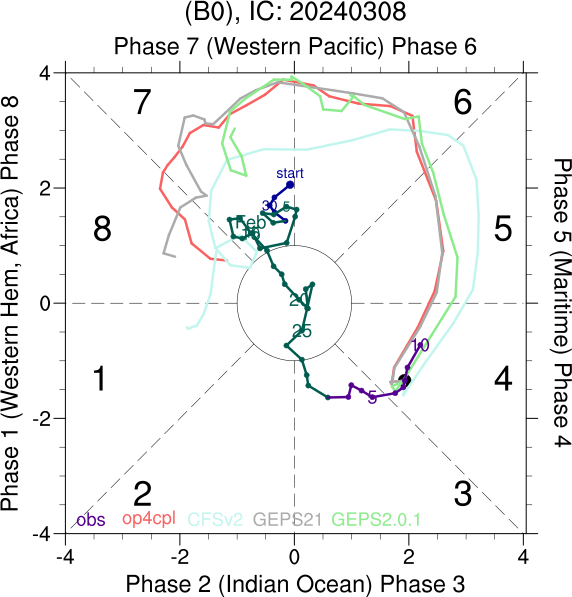 (B0), IC: 20240308
Phase 7 (Western Pacific) Phase 6
4
7
6
start
30
5
2
Feb
8
5
0
20
25
10
1
4
5
-2
2
3
obs op4cpl CFSv2 GEPS21 GEPS2.0.1
-4
-4 -2 0 2 4
Phase 2 (Indian Ocean) Phase 3
Phase 1 (Western Hem, Africa) Phase 8
Phase 5 (Maritime) Phase 4